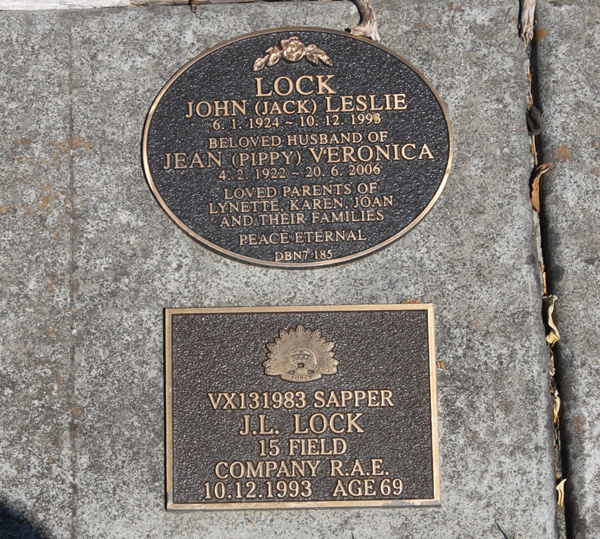 LOCK
JOHN (JACK) LESLIE
6. 1. 1924 ~ 10. 12. 1993
BELOVED HUSBAND OF
JEAN (PIPPY) VERONICA
4. 2. 1922 ~ 20. 6. 2006
LOVED PARENTS OF
LYNETTE, KAREN, JOAN
AND THEIR FAMILIES
PEACE ETERNAL
DBN7 185
VX131983 SAPPER
J.L. LOCK
15 FIELD
COMPANY R.A.E.
10.12.1993 AGE 69